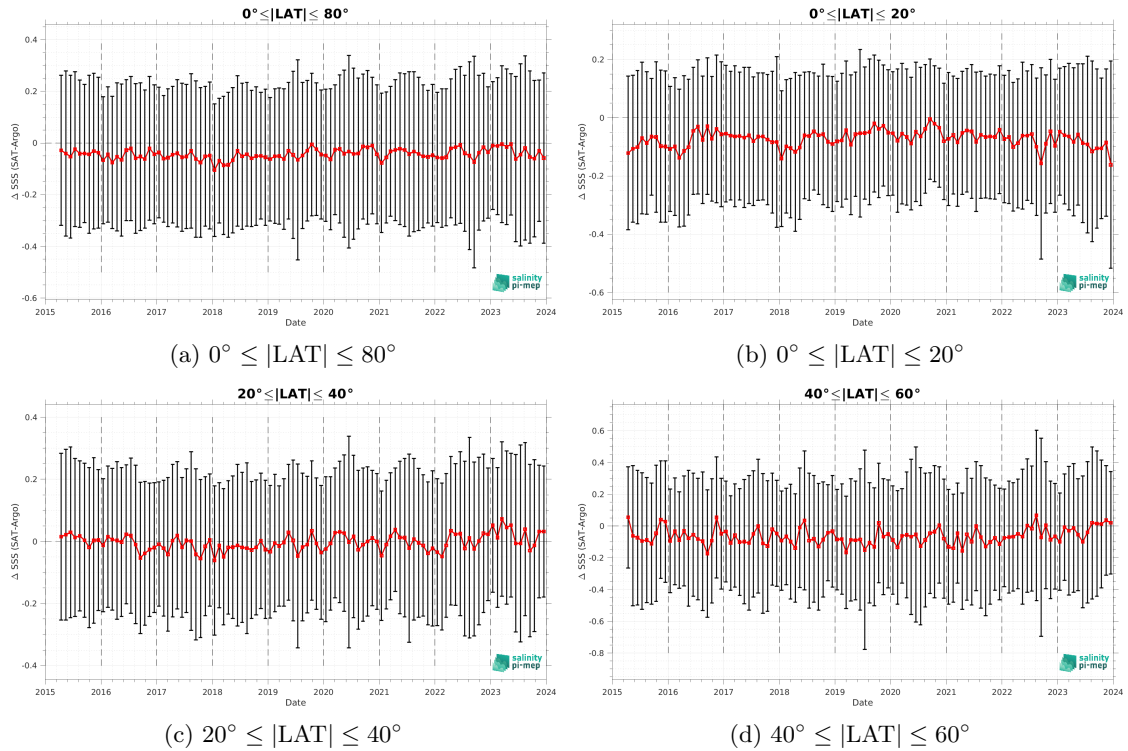 0°≤|LAT|≤ 80°
Δ SSS (SAT-Argo)
0.4
0.2
0
-0.2
-0.4
-0.6
2015 2016 2017 2018 2019 2020 2021 2022 2023 2024
Date
salinity
pi-mep
(a) 0° ≤ |LAT| ≤ 80°
0°≤|LAT|≤ 20°
Δ SSS (SAT-Argo)
0.2
0
-0.2
-0.4
-0.6
2015 2016 2017 2018 2019 2020 2021 2022 2023 2024
Date
salinity
pi-mep
(b) 0° ≤ |LAT| ≤ 20°
20°≤|LAT|≤ 40°
Δ SSS (SAT-Argo)
0.4
0.2
0
-0.2
-0.4
2015 2016 2017 2018 2019 2020 2021 2022 2023 2024
Date
salinity
pi-mep
(c) 20° ≤ |LAT| ≤ 40°
40°≤|LAT|≤ 60°
Δ SSS (SAT-Argo)
0.6
0.4
0.2
0
-0.2
-0.4
-0.6
-0.8
2015 2016 2017 2018 2019 2020 2021 2022 2023 2024
Date
salinity
pi-mep
(d) 40° ≤ |LAT| ≤ 60°